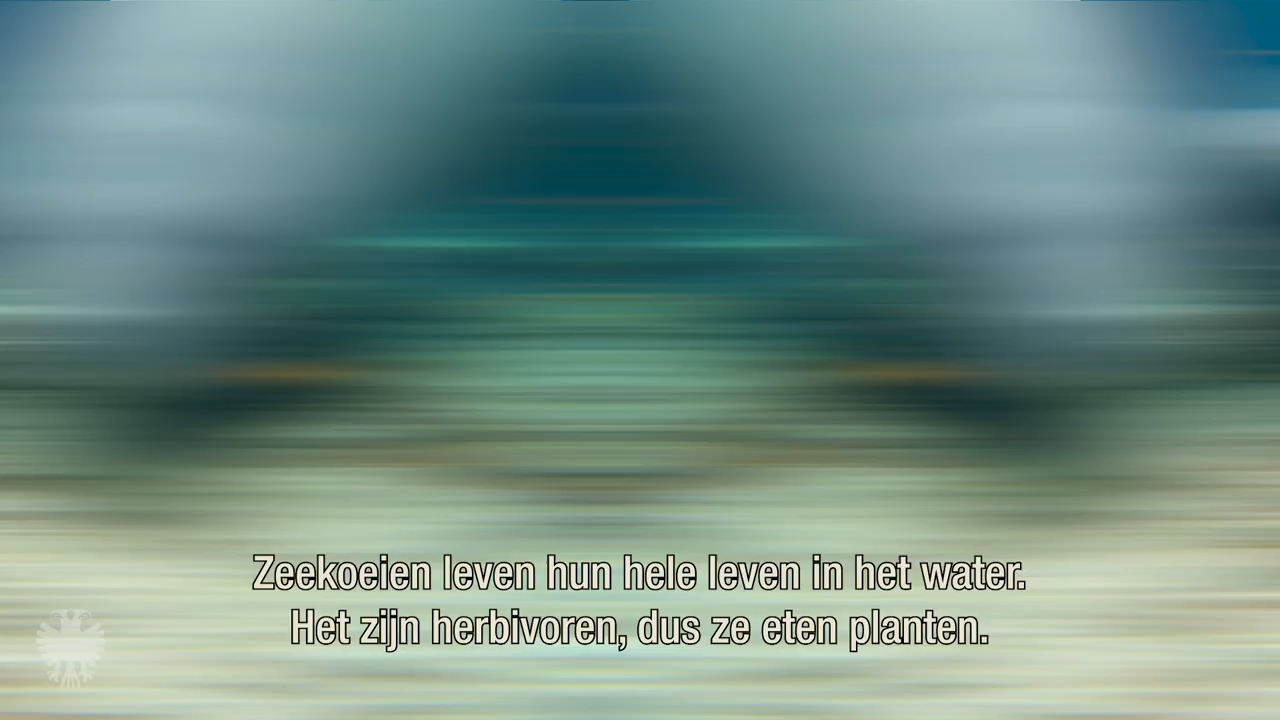 Zeekoeien leven hun hele leven in het water.
Het zijn herbivoren, dus ze eten planten.